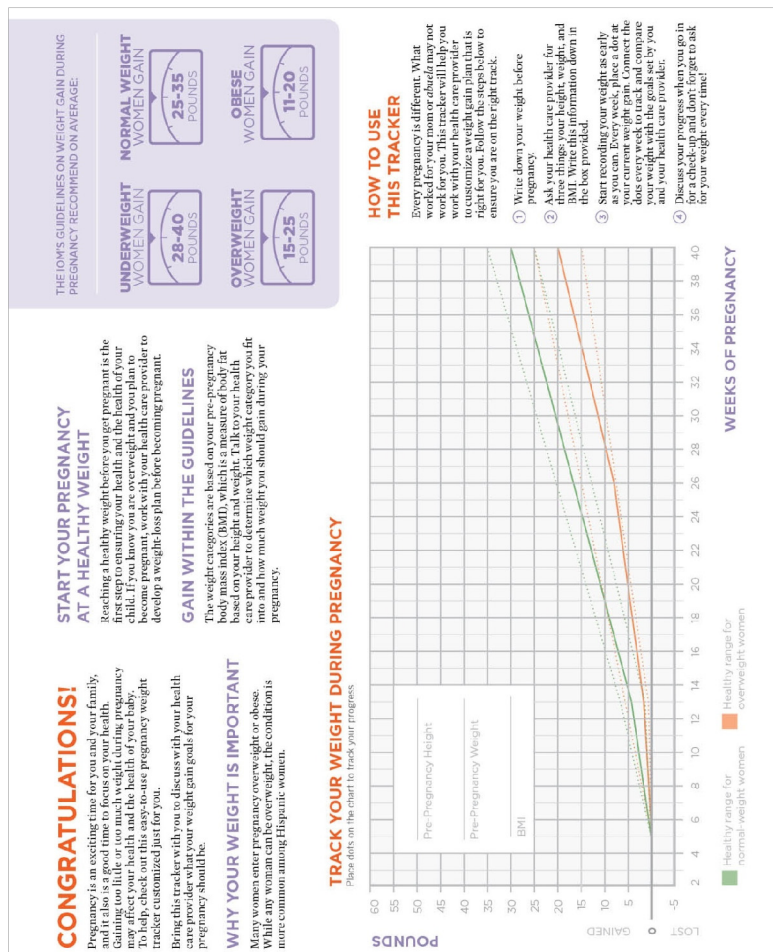 CONGRATULATIONS!
Pregnancy is an exciting time for you and your family,
and it also is a good time to focus on your health.
Gaining too little or too much weight during pregnancy
may affect your health and the health of your baby.
To help, check out this easy-to-use pregnancy weight
tracker customized just for you.
Bring this tracker with you to discuss with your health
care provider what your weight gain goals for your
pregnancy should be.
WHY YOUR WEIGHT IS IMPORTANT
Many women enter pregnancy overweight or obese.
While any woman can be overweight, the condition is
more common among Hispanic women.
START YOUR PREGNANCY
AT A HEALTHY WEIGHT
Reaching a healthy weight before you get pregnant is the
first step to ensuring your health and the health of your
child. If you know you are overweight and you plan to
become pregnant, work with your health care provider to
develop a weight-loss plan before becoming pregnant.
GAIN WITHIN THE GUIDELINES
The weight categories are based on your pre-pregnancy
body mass index (BMI), which is a measure of body fat
based on your height and weight. Talk to your health
care provider to determine which weight category you fit
into and how much weight you should gain during your
pregnancy.
THE IOM'S GUIDELINES ON WEIGHT GAIN DURING
PREGNANCY RECOMMEND ON AVERAGE:
UNDERWEIGHT
WOMEN GAIN
28-40
POUNDS
NORMAL WEIGHT
WOMEN GAIN
25-35
POUNDS
OVERWEIGHT
WOMEN GAIN
15-25
POUNDS
OBESE
WOMEN GAIN
11-20
POUNDS
TRACK YOUR WEIGHT DURING PREGNANCY
Place dots on the chart to track your progress
POUNDS
60
55
50
45
40
35
30
25
20
15
10
5
0
-5
GAINED
LOST
Pre-Pregnancy Height
Pre-Pregnancy Weight
BMI
2 4 6 8 10 12 14 16 18 20 22 24 26 28 30 32 34 36 38 40
WEEKS OF PREGNANCY
Healthy range for
normal-weight women
Healthy range for
overweight women
HOW TO USE
THIS TRACKER
Every pregnancy is different. What
worked for your mom or abuela may not
work for you. This tracker will help you
work with your health care provider
to customize a weight gain plan that is
right for you. Follow the steps below to
ensure you are on the right track.
1 Write down your weight before
pregnancy.
2 Ask your health care provider for
three things: your height, weight, and
BMI. Write this information down in
the box provided.
3 Start recording your weight as early
as you can. Every week, place a dot at
your current weight gain. Connect the
dots every week to track and compare
your weight with the goals set by you
and your health care provider.
4 Discuss your progress when you go in
for a check-up and don't forget to ask
for your weight every time!